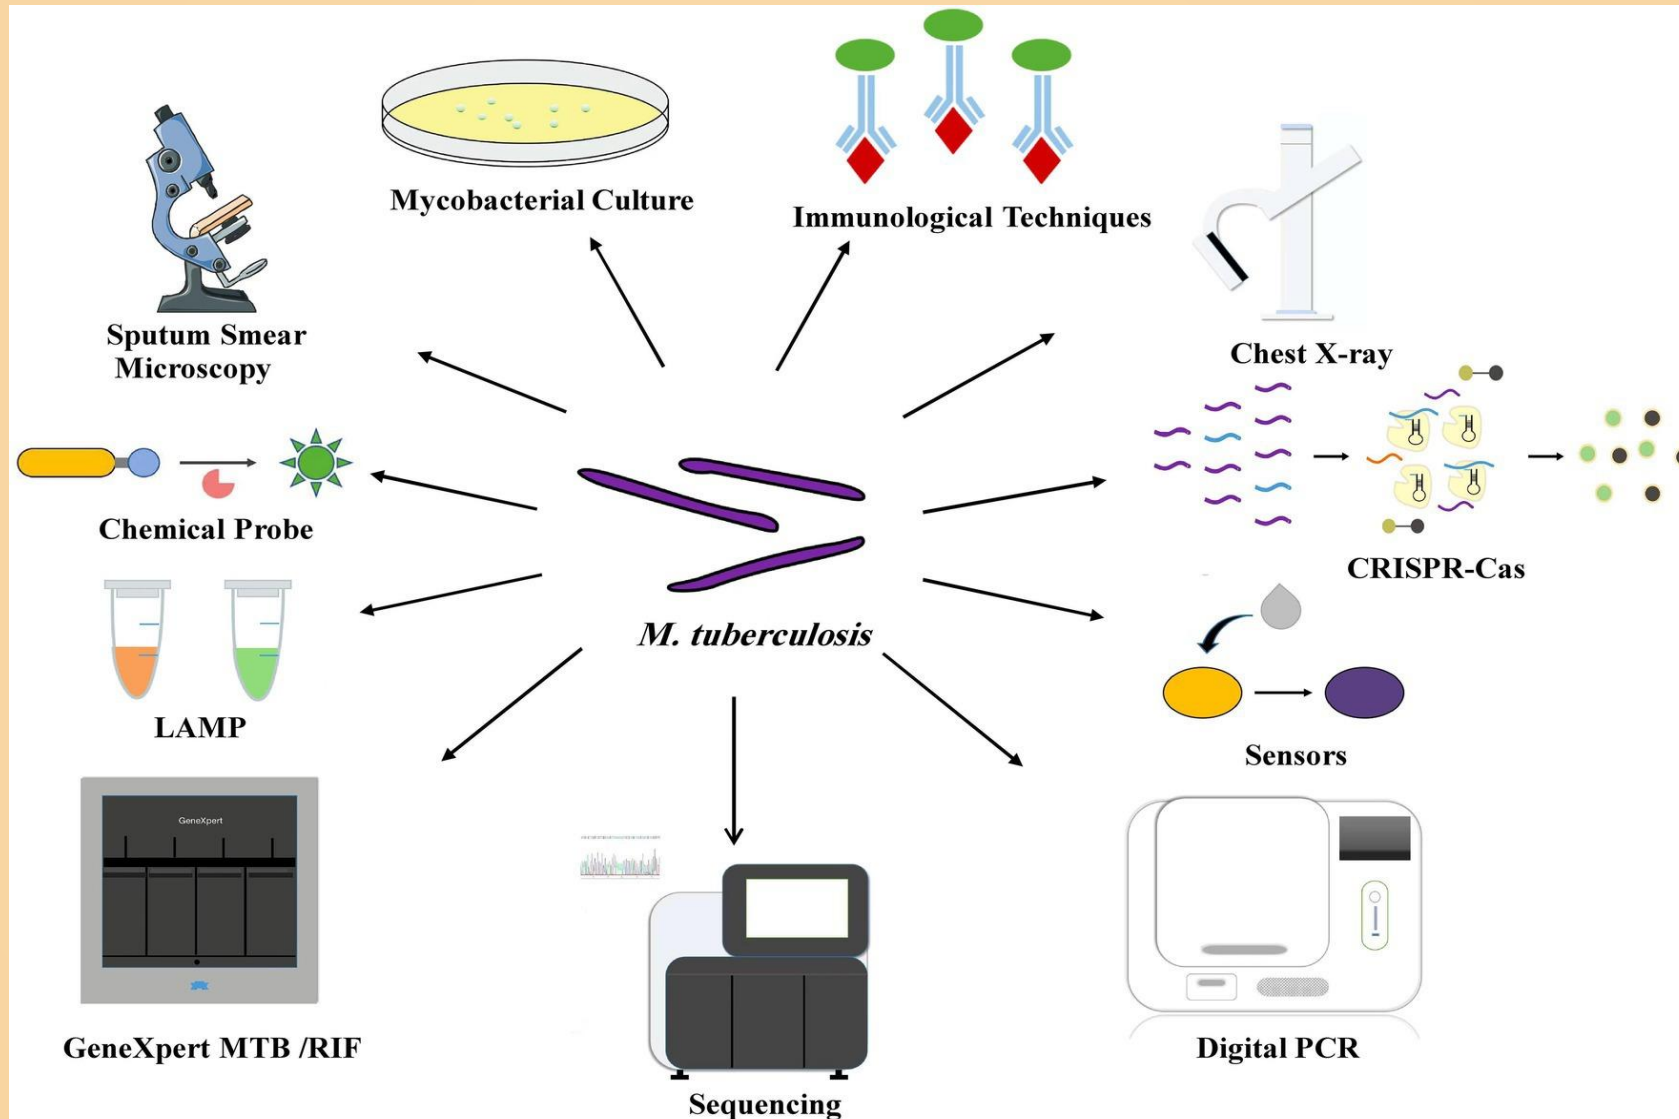 Mycobacterial Culture
Immunological Techniques
Sputum Smear
Microscopy
Chest X-ray
Chemical Probe
CRISPR-Cas
M. tuberculosis
LAMP
Sensors
GeneXpert
GeneXpert MTB /RIF
Digital PCR
Sequencing